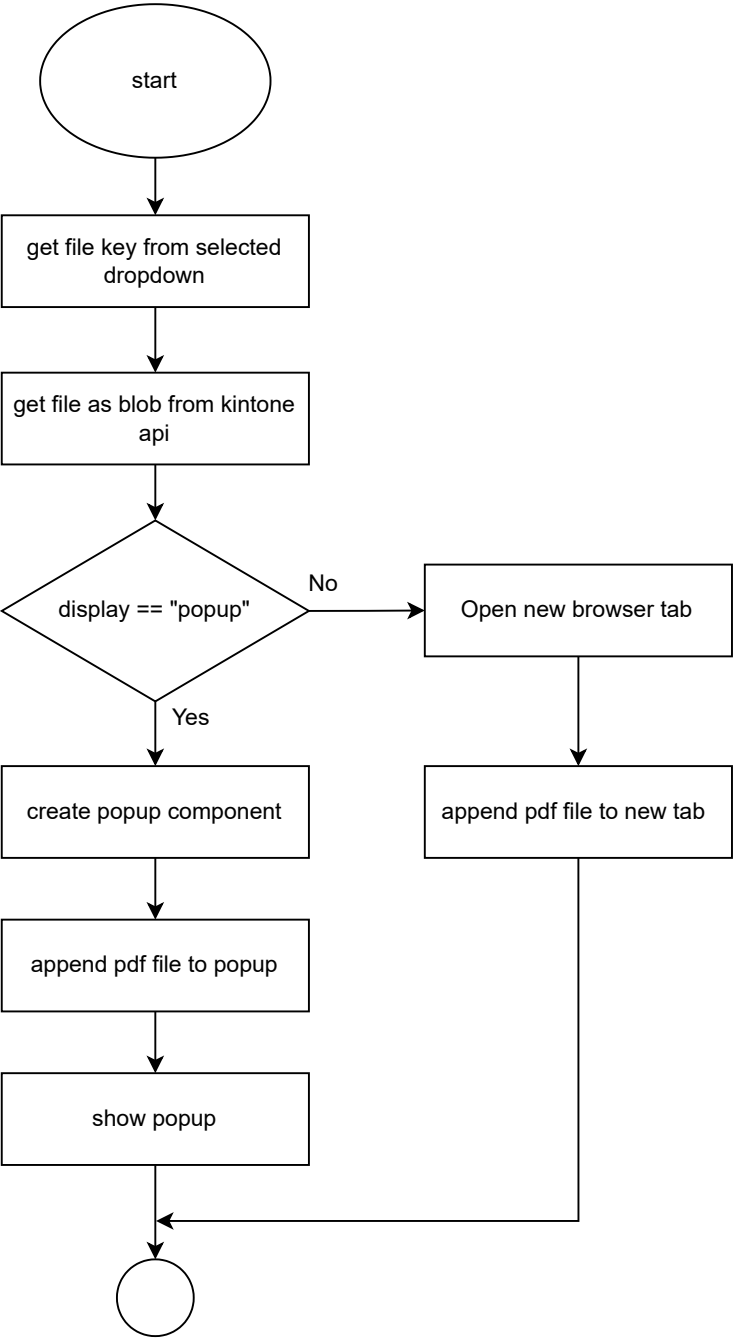 start
get file key from selected
dropdown
get file as blob from kintone
api
display == "popup"
No
Open new browser tab
Yes
create popup component
append pdf file to new tab
append pdf file to popup
show popup